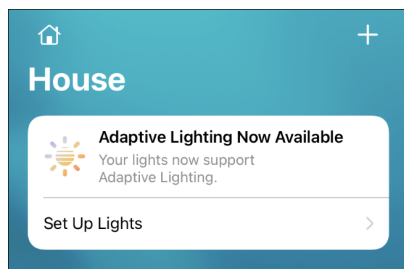 House
Adaptive Lighting Now Available
Your lights now support
Adaptive Lighting.
Set Up Lights